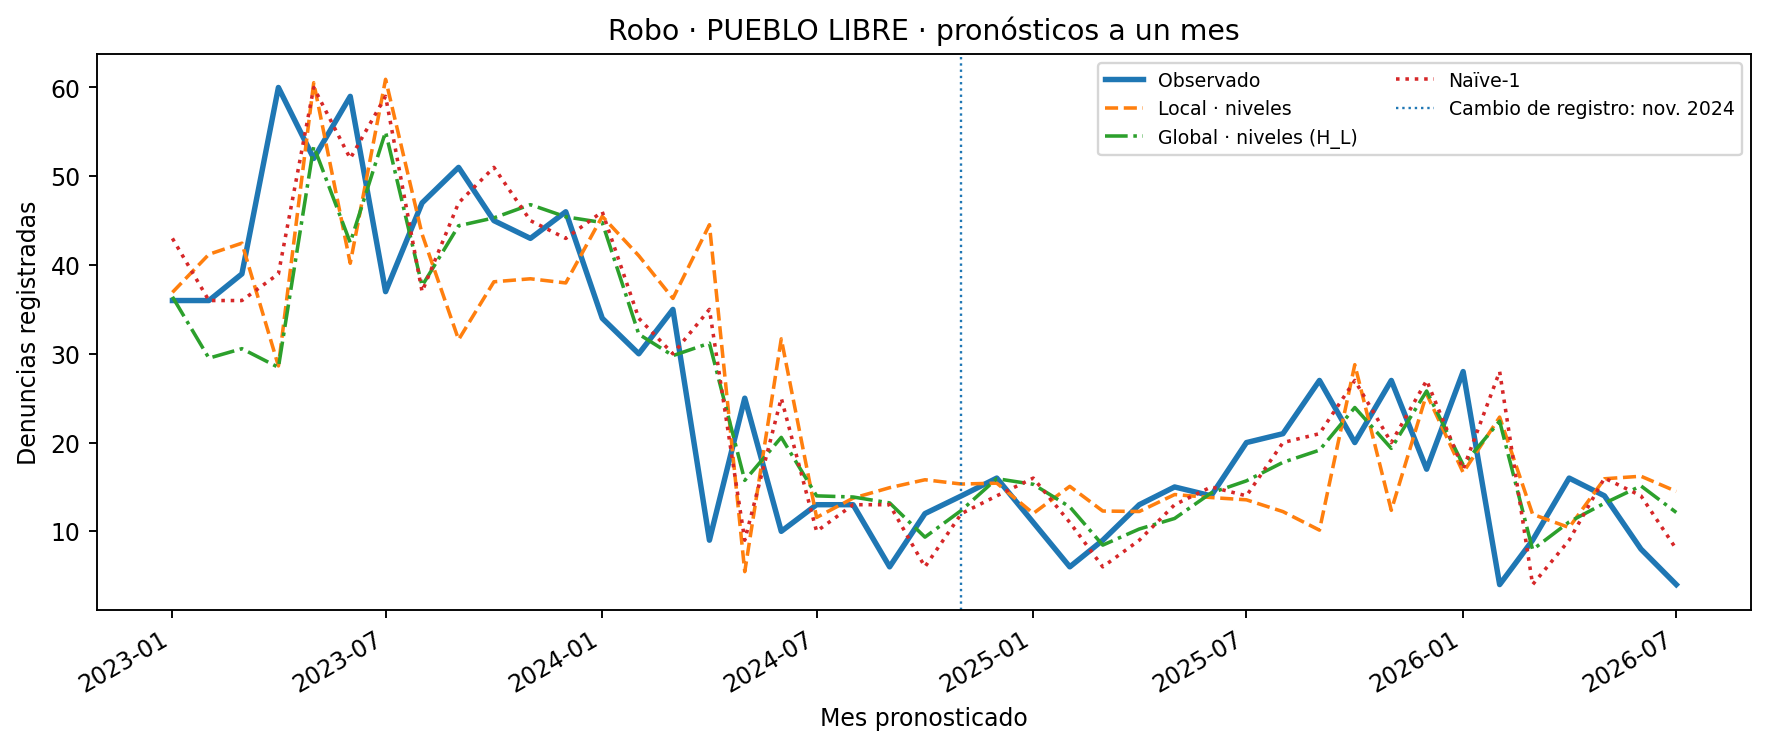 Robo · PUEBLO LIBRE · pronósticos a un mes
Observado
Local · niveles
Global · niveles (H_L)
Naïve-1
Cambio de registro: nov. 2024
Denuncias registradas
60
50
40
30
20
10
2023-01
2023-07
2024-01
2024-07
2025-01
2025-07
2026-01
2026-07
Mes pronosticado